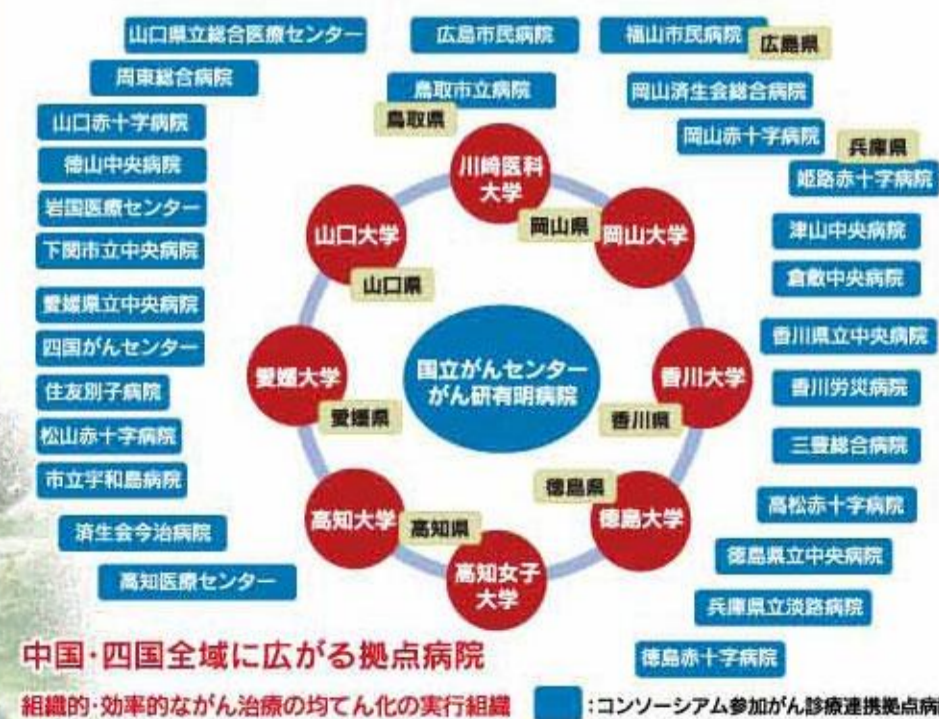 山口県立総合医療センター
広島市民病院
福山市民病院
広島県
周東総合病院
鳥取市立病院
鳥取県
岡山済生会総合病院
山口赤十字病院
岡山赤十字病院
兵庫県
姫路赤十字病院
徳山中央病院
岩国医療センター
下関市立中央病院
愛媛県立中央病院
四国がんセンター
住友別子病院
松山赤十字病院
市立宇和島病院
済生会今治病院
高知医療センター
川崎医科
大学
岡山県
岡山大学
山口大学
山口県
愛媛大学
愛媛県
国立がんセンター
がん研有明病院
香川大学
香川県
高知大学
高知県
徳島県
徳島大学
高知女子
大学
津山中央病院
倉敷中央病院
香川県立中央病院
香川労災病院
三豊総合病院
高松赤十字病院
徳島県立中央病院
兵庫県立淡路病院
徳島赤十字病院
中国・四国全域に広がる拠点病院
組織的・効率的ながん治療の均てん化の実行組織
:コンソーシアム参加がん診療連携拠点病